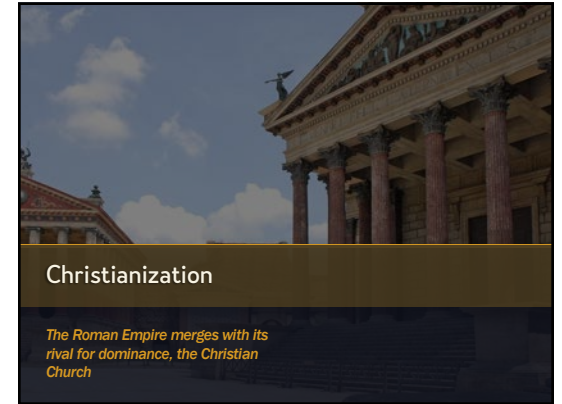 Christianization
The Roman Empire merges with its
rival for dominance, the Christian
Church